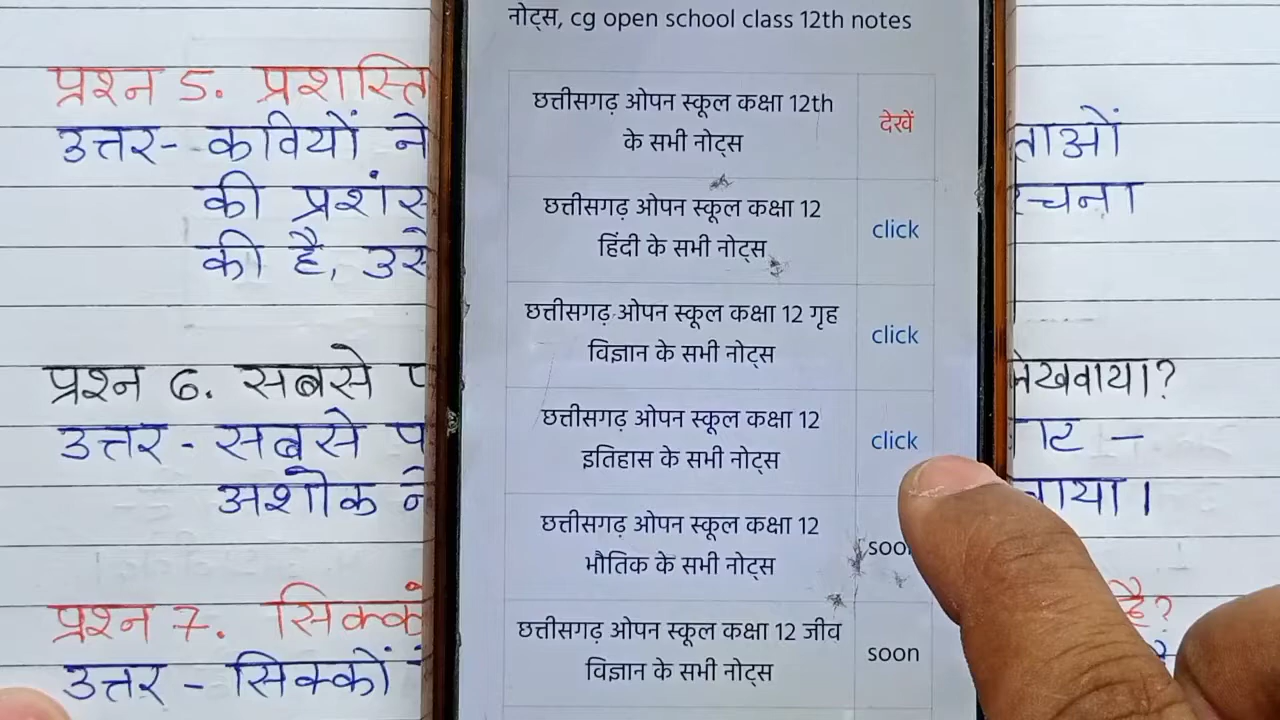 नोट्स, cg open school class 12th notes
छत्तीसगढ़ ओपन स्कूल कक्षा 12th
के सभी नोट्स
देखें
छत्तीसगढ़ ओपन स्कूल कक्षा 12
हिंदी के सभी नोट्स
click
छत्तीसगढ़ ओपन स्कूल कक्षा 12 गृह
विज्ञान के सभी नोट्स
click
छत्तीसगढ़ ओपन स्कूल कक्षा 12
इतिहास के सभी नोट्स
click
छत्तीसगढ़ ओपन स्कूल कक्षा 12
भौतिक के सभी नोट्स
छत्तीसगढ़ ओपन स्कूल कक्षा 12 जीव
विज्ञान के सभी नोट्स
soon
प्रश्न 5. प्रशस्ति
उत्तर- कवियों ने
की
की है,
रचना
प्रश्न 6. सबसे
उत्तर - सबसे
अशोक
प्रश्न 7.
उत्तर - सिक्कों
है?